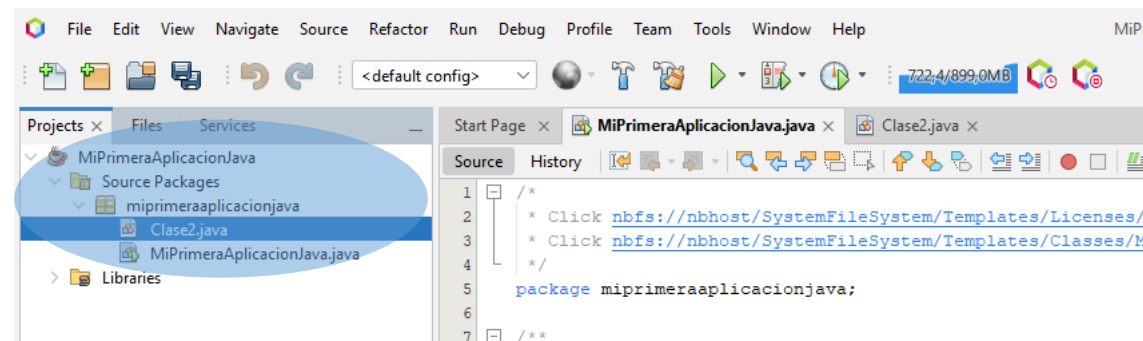 File Edit View Navigate Source Refactor Run Debug Profile Team Tools Window Help MiP
<default config> 722,4/899,0MB
Projects × Files Services
MiPrimeraAplicacionJava
Source Packages
miprimeraaplicacionjava
Clase2.java
MiPrimeraAplicacionJava.java
Libraries
Start Page × MiPrimeraAplicacionJava.java × Clase2.java ×
Source History
1 /*
2 * Click nbfs://nbhost/SystemFileSystem/Templates/Licenses/
3 * Click nbfs://nbhost/SystemFileSystem/Templates/Classes/M
4 */
5 package miprimeraaplicacionjava;
6
7 /**